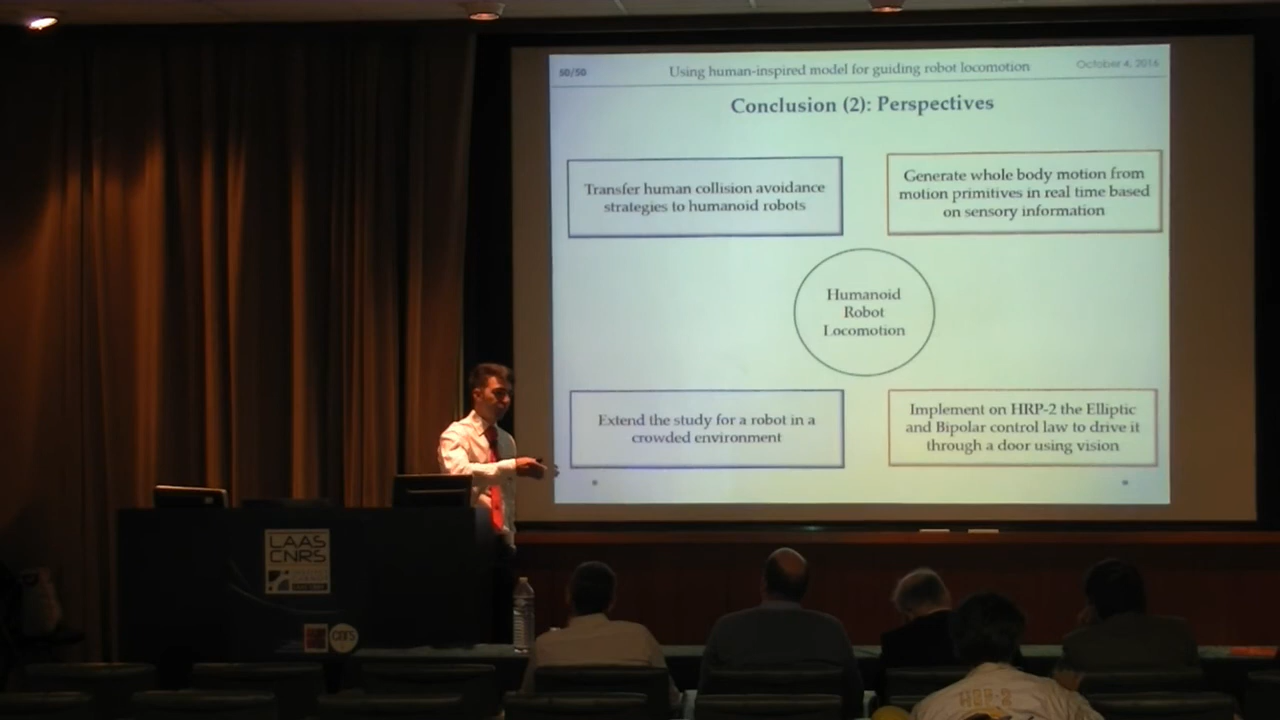 50/50
Using human-inspired model for guiding robot locomotion
October 4, 2016
Conclusion (2): Perspectives
Transfer human collision avoidance
strategies to humanoid robots
Generate whole body motion from
motion primitives in real time based
on sensory information
Humanoid
Robot
Locomotion
Extend the study for a robot in a
crowded environment
Implement on HRP-2 the Elliptic
and Bipolar control law to drive it
through a door using vision
LAAS
CNRS
cnrs
HRP-2